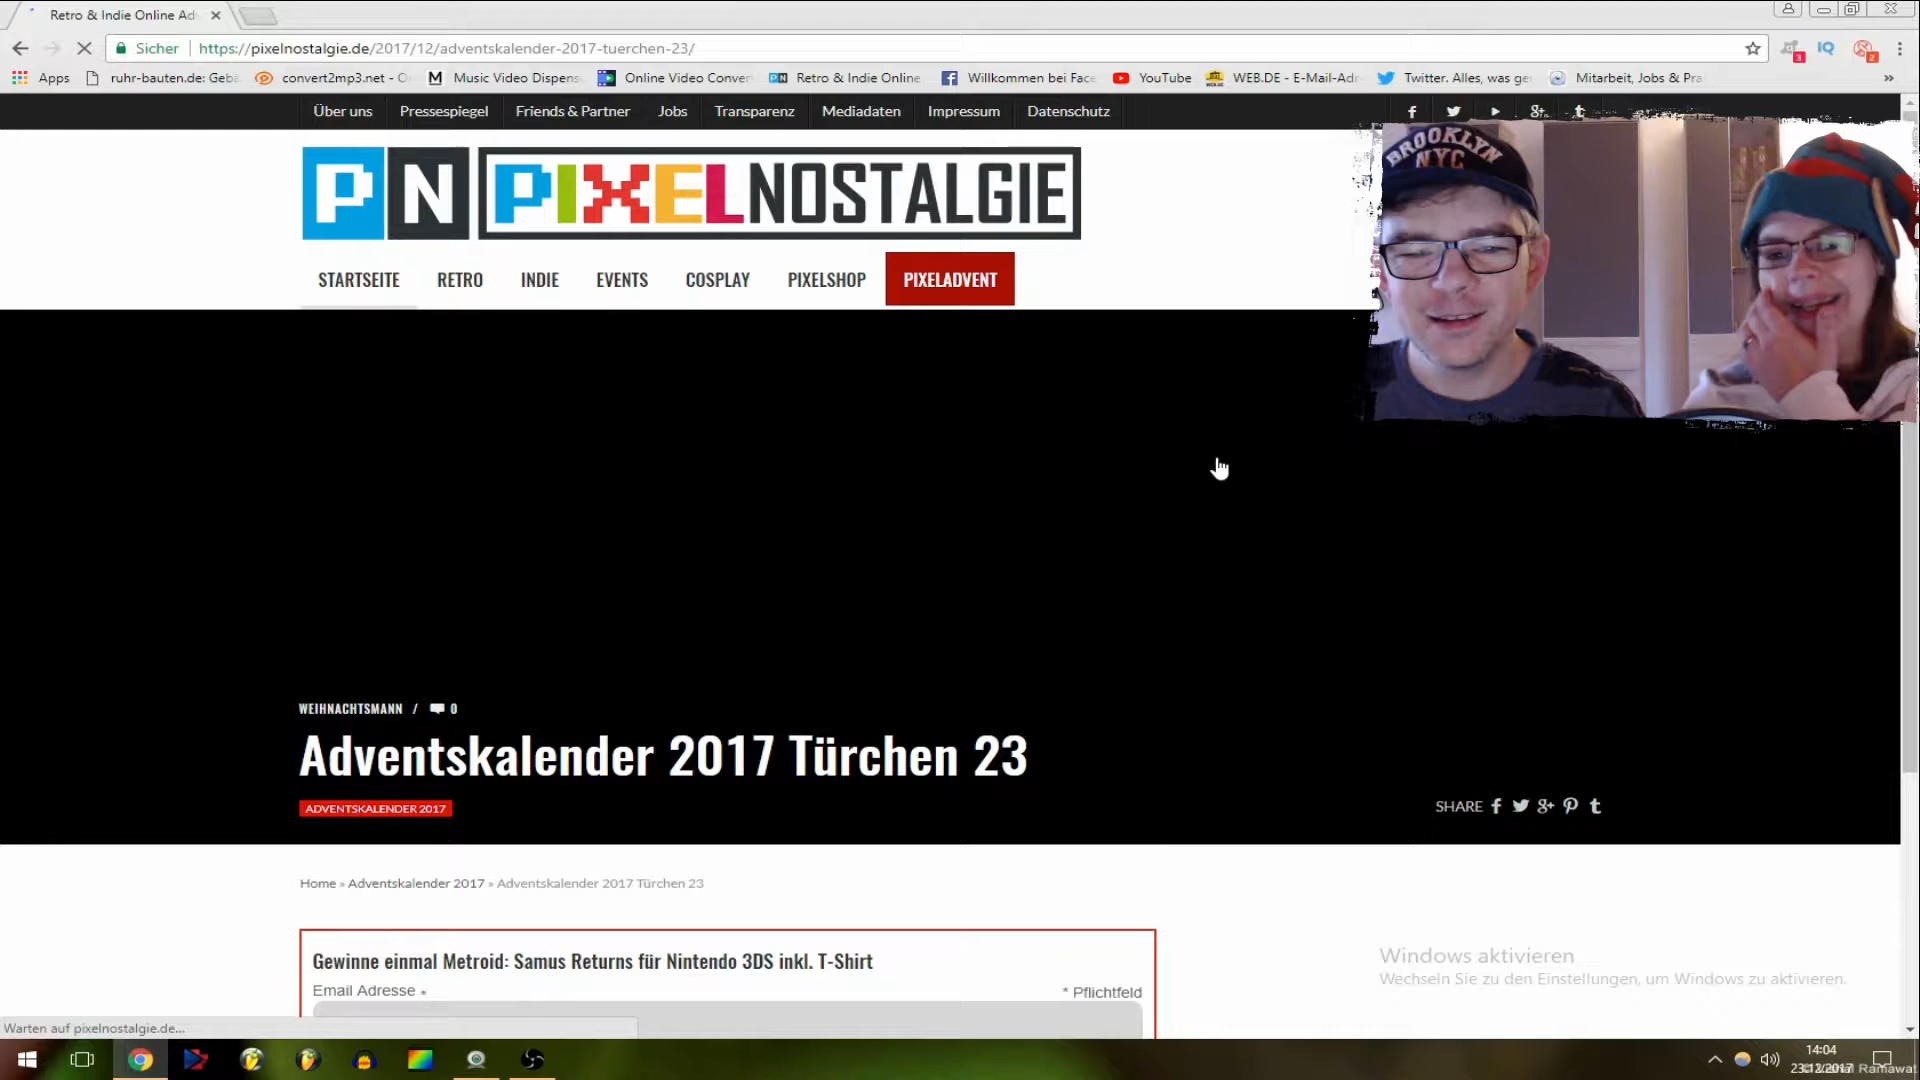 Retro & Indie Online Ad
Sicher
https://pixelnostalgie.de/2017/12/adventskalender-2017-tuerchen-23/
Apps
ruhr-bauten.de: Geb
convert2mp3.net - O
Music Video Dispens
Online Video Conver
Retro & Indie Online
Willkommen bei Face
YouTube
WEB.DE - E-Mail-Adr
Twitter. Alles, was ge
Mitarbeit, Jobs & Pra
Über uns
Pressespiegel
Friends & Partner
Jobs
Transparenz
Mediadaten
Impressum
Datenschutz
BROOKLYN
NYC
PN PIXELNOSTALGIE
STARTSEITE
RETRO
INDIE
EVENTS
COSPLAY
PIXELSHOP
PIXELADVENT
WEIHNACHTSMANN / 0
Adventskalender 2017 Türchen 23
ADVENTSKALENDER 2017
SHARE
Home » Adventskalender 2017 » Adventskalender 2017 Türchen 23
Gewinne einmal Metroid: Samus Returns für Nintendo 3DS inkl. T-Shirt
Email Adresse *
* Pflichtfeld
Windows aktivieren
Wechseln Sie zu den Einstellungen, um Windows zu aktivieren.
Warten auf pixelnostalgie.de...
14:04
23.12.2017
Ramawat